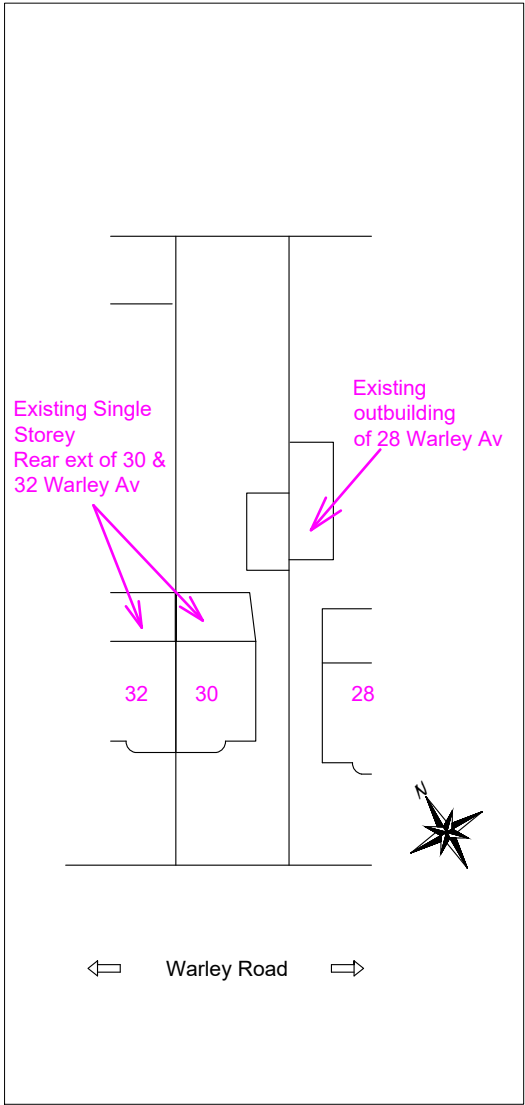 Existing Single
Storey
Rear ext of 30 &
32 Warley Av
Existing
outbuilding
of 28 Warley Av
32
30
28
N
Warley Road